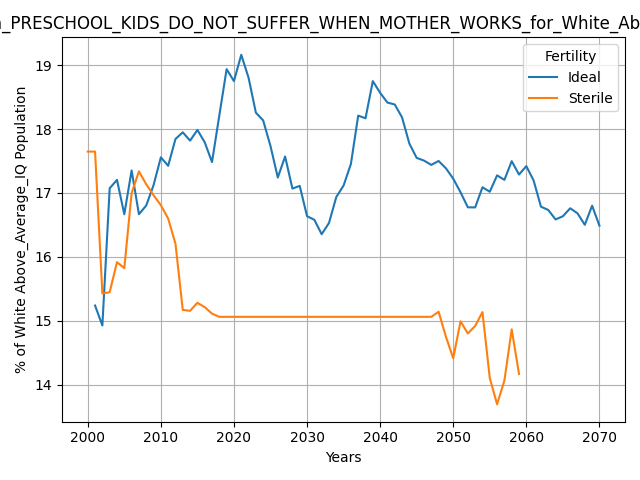 _PRESCHOOL_KIDS_DO_NOT_SUFFER_WHEN_MOTHER_WORKS_for_White_Ab
Fertility
Ideal
Sterile
% of White Above_Average_IQ Population
19
18
17
16
15
14
2000 2010 2020 2030 2040 2050 2060 2070
Years